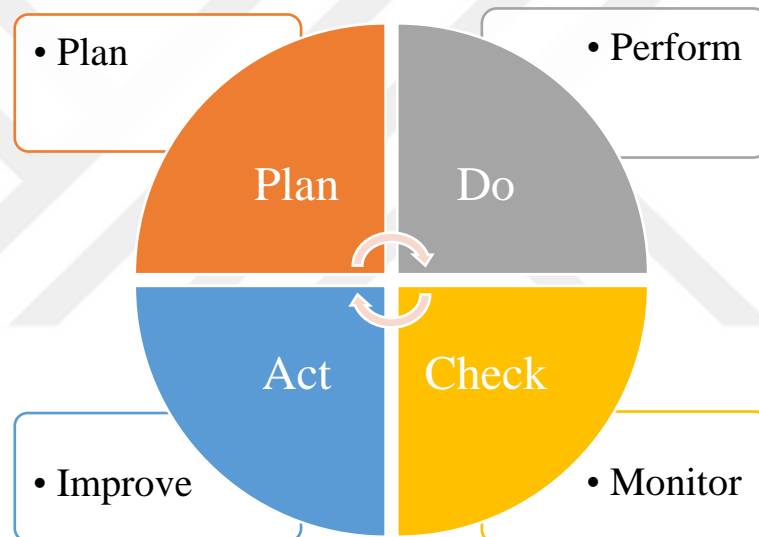 • Plan
• Perform
Plan
Do
Act
Check
• Improve
• Monitor